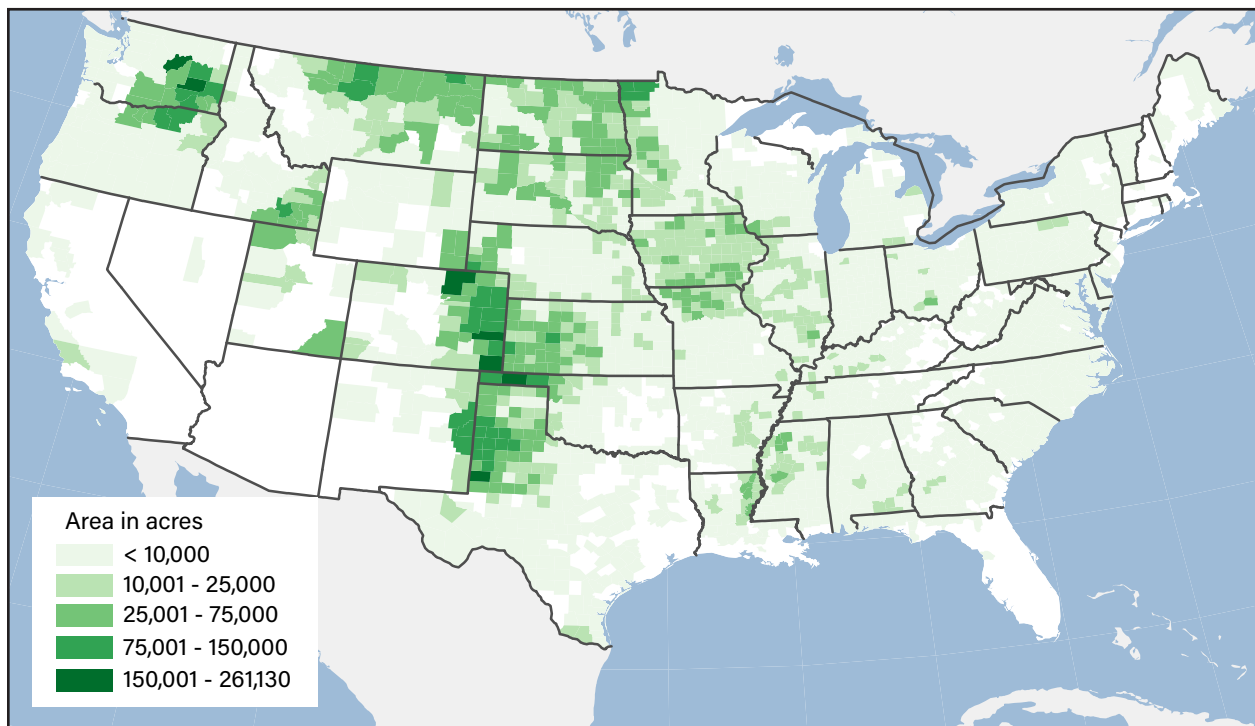 Area in acres
< 10,000
10,001 - 25,000
25,001 - 75,000
75,001 - 150,000
150,001 - 261,130